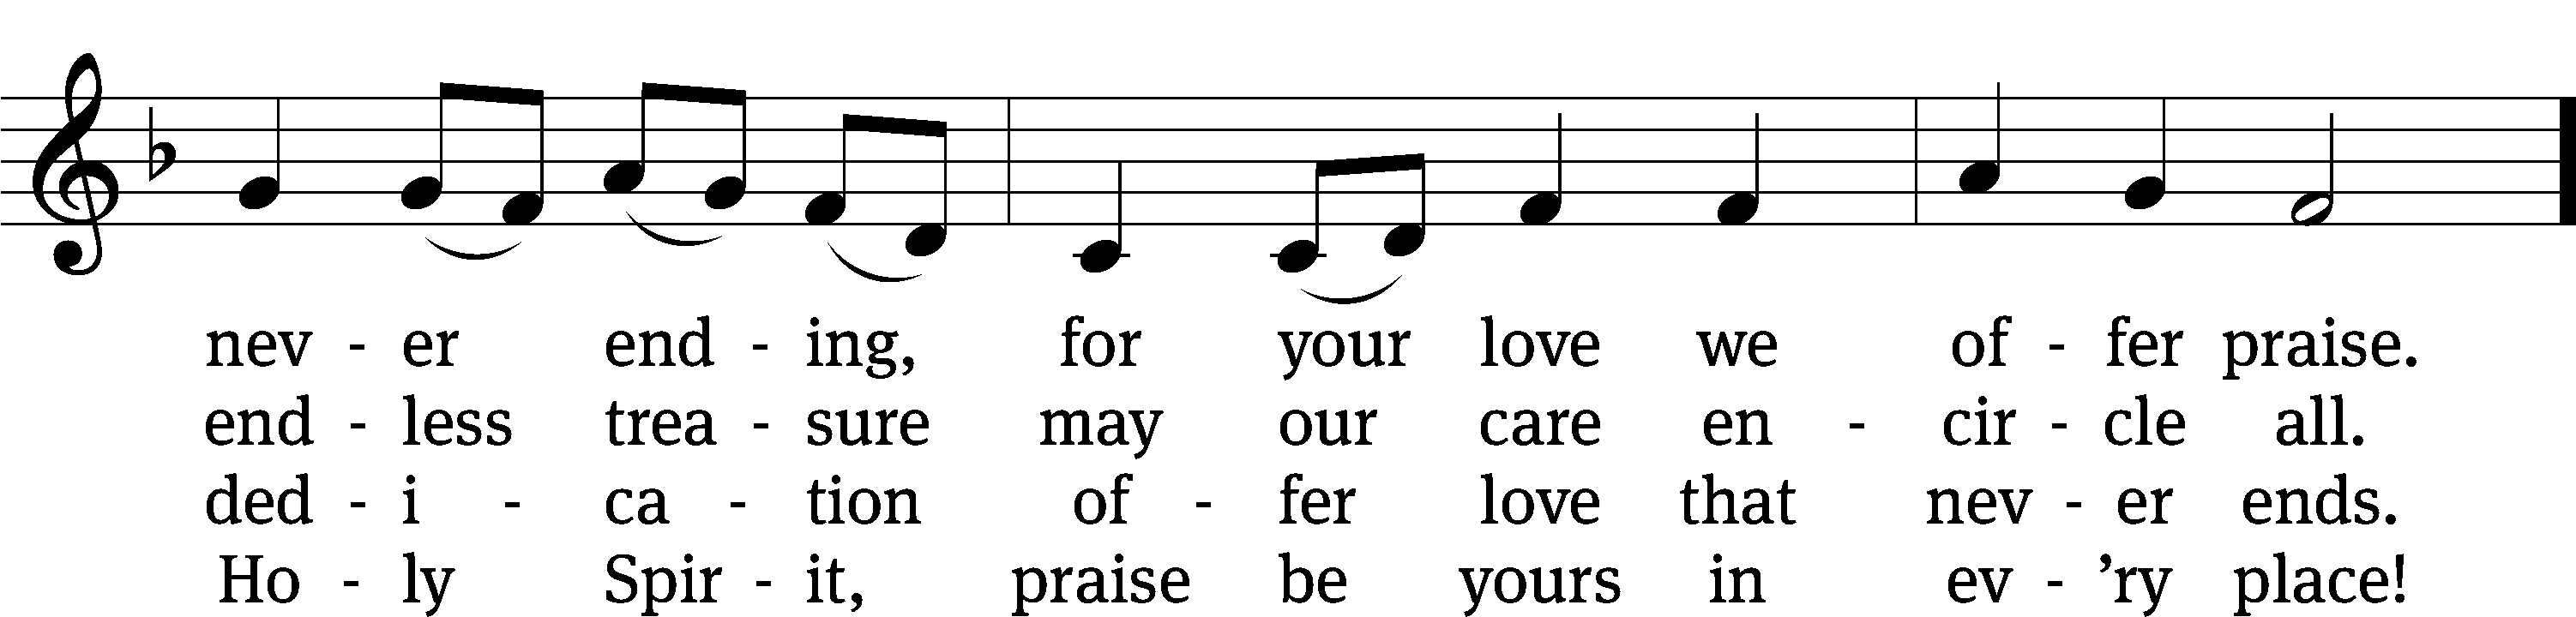 nev - er end - ing, for your love we of - fer praise.
end - less trea - sure may our care en - cir - cle all.
ded - i - ca - tion of - fer love that nev - er ends.
Ho - ly Spir - it, praise be yours in ev - ’ry place!